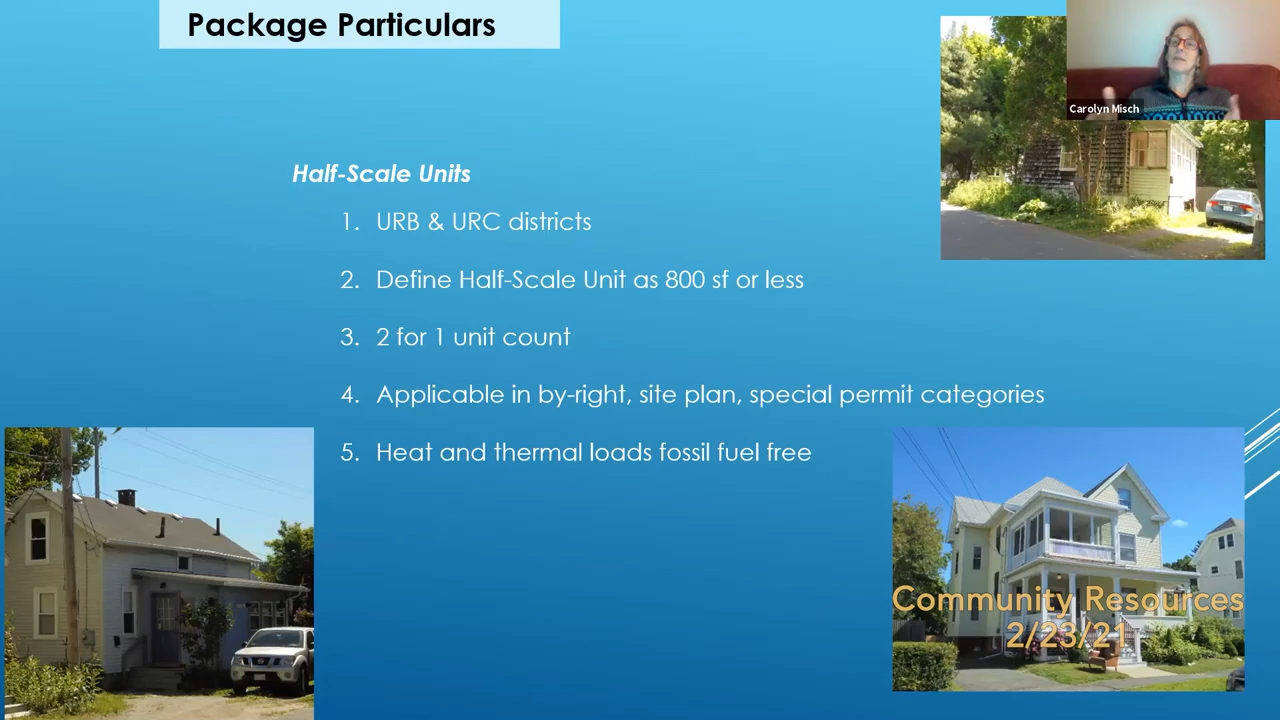 Package Particulars
Carolyn Misch
Half-Scale Units
1. URB & URC districts
2. Define Half-Scale Unit as 800 sf or less
3. 2 for 1 unit count
4. Applicable in by-right, site plan, special permit categories
5. Heat and thermal loads fossil fuel free
Community Resources
2/23/21